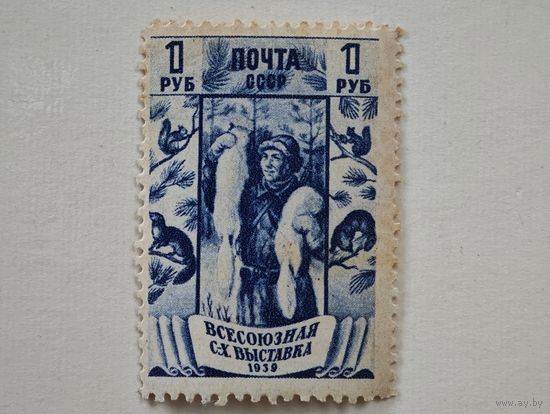 1 ПОЧТА 1
РУБ СССР РУБ
ВСЕСОЮЗНАЯ
С-Х. ВЫСТАВКА
1939
www.ay.by